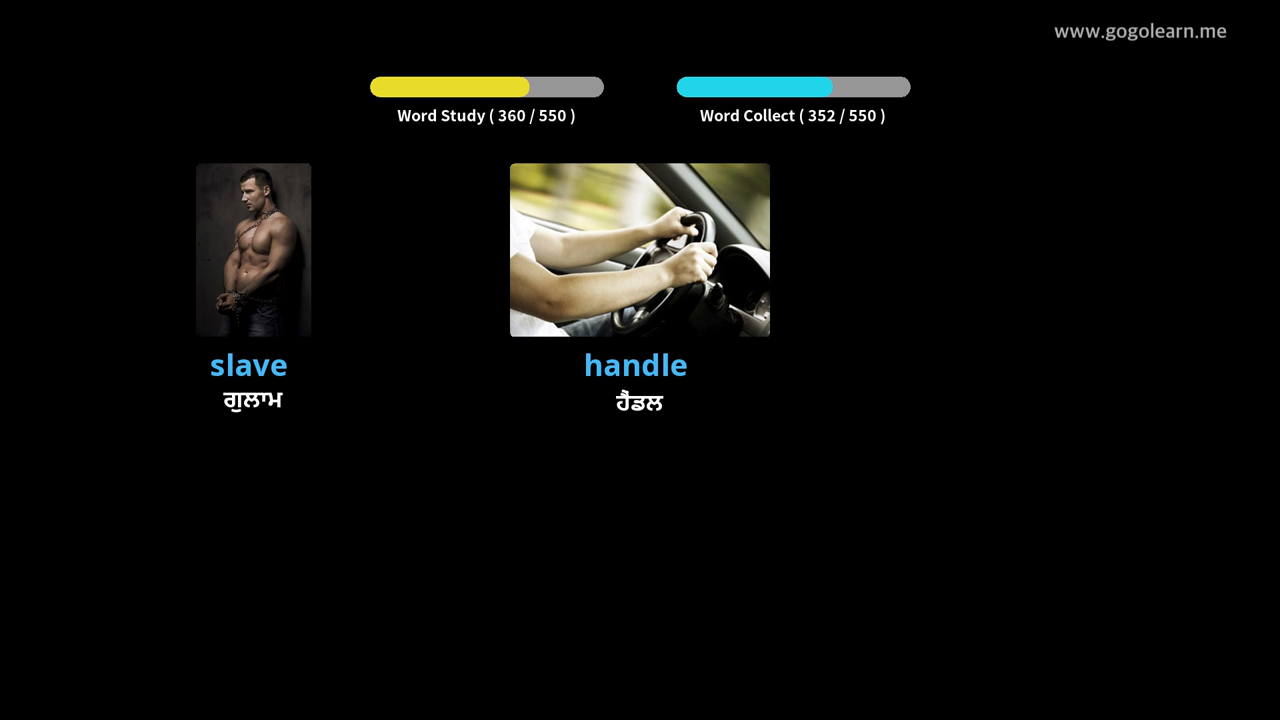 www.gogolearn.me
Word Study ( 360 / 550 )
Word Collect ( 352 / 550 )
slave
ਗੁਲਾਮ
handle
ਹੈਂਡਲ